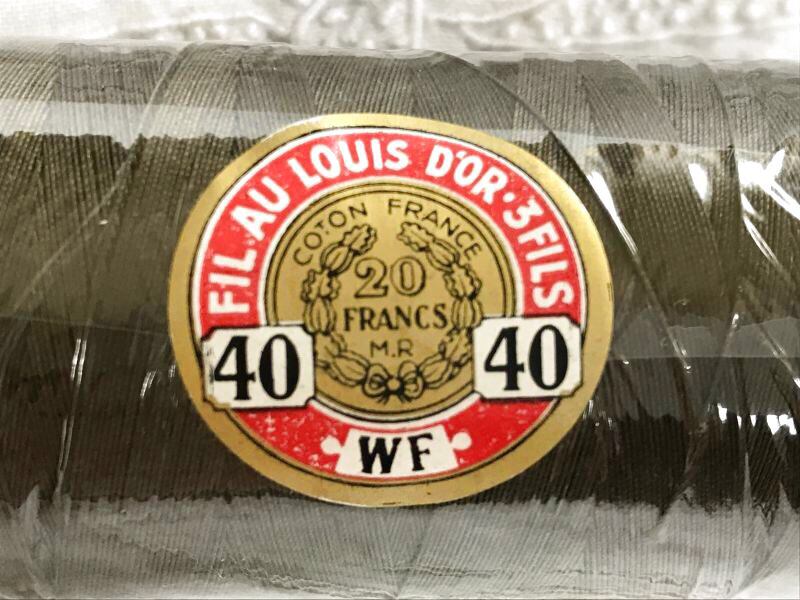 FIL AU LOUIS D'OR · 3 FILS
COTON FRANCE
20
FRANCS
M.R
40
40
WF